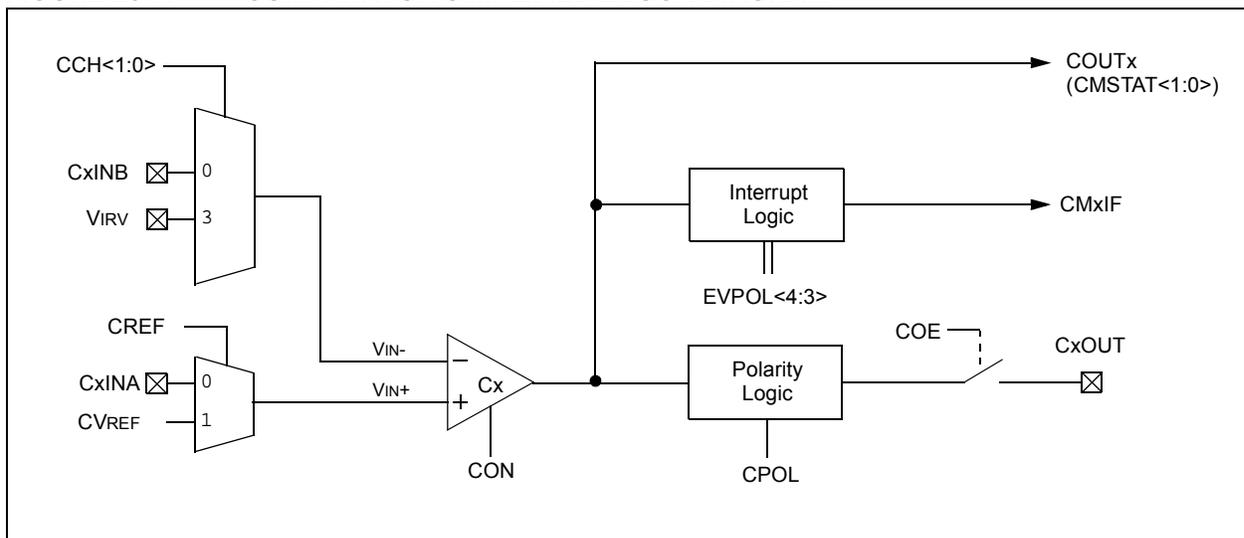 CCH<1:0>
CxINB
0
VIRV
3
CREF
CxINA
0
CVREF
1
VIN-
VIN+
−
+
Cx
CON
COUTx
(CMSTAT<1:0>)
Interrupt
Logic
CMxIF
EVPOL<4:3>
Polarity
Logic
CPOL
COE
CxOUT